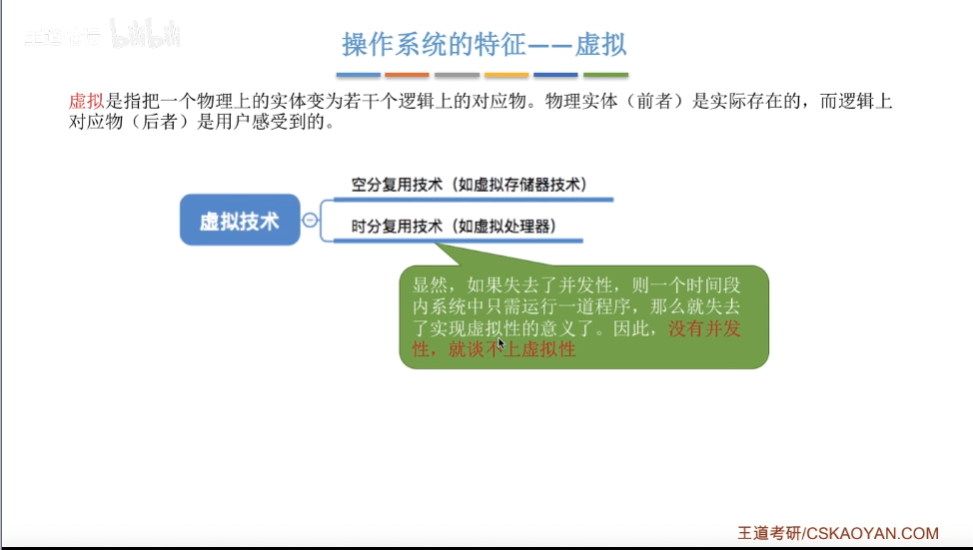 bilibili
操作系统的特征——虚拟
虚拟是指把一个物理上的实体变为若干个逻辑上的对应物。物理实体（前者）是实际存在的，而逻辑上
对应物（后者）是用户感受到的。
空分复用技术（如虚拟存储器技术）
虚拟技术
时分复用技术（如虚拟处理器）
显然，如果失去了并发性，则一个时间段
内系统中只需运行一道程序，那么就失去
了实现虚拟性的意义了。因此，没有并发
性，就谈不上虚拟性
王道考研/CSKAOYAN.COM